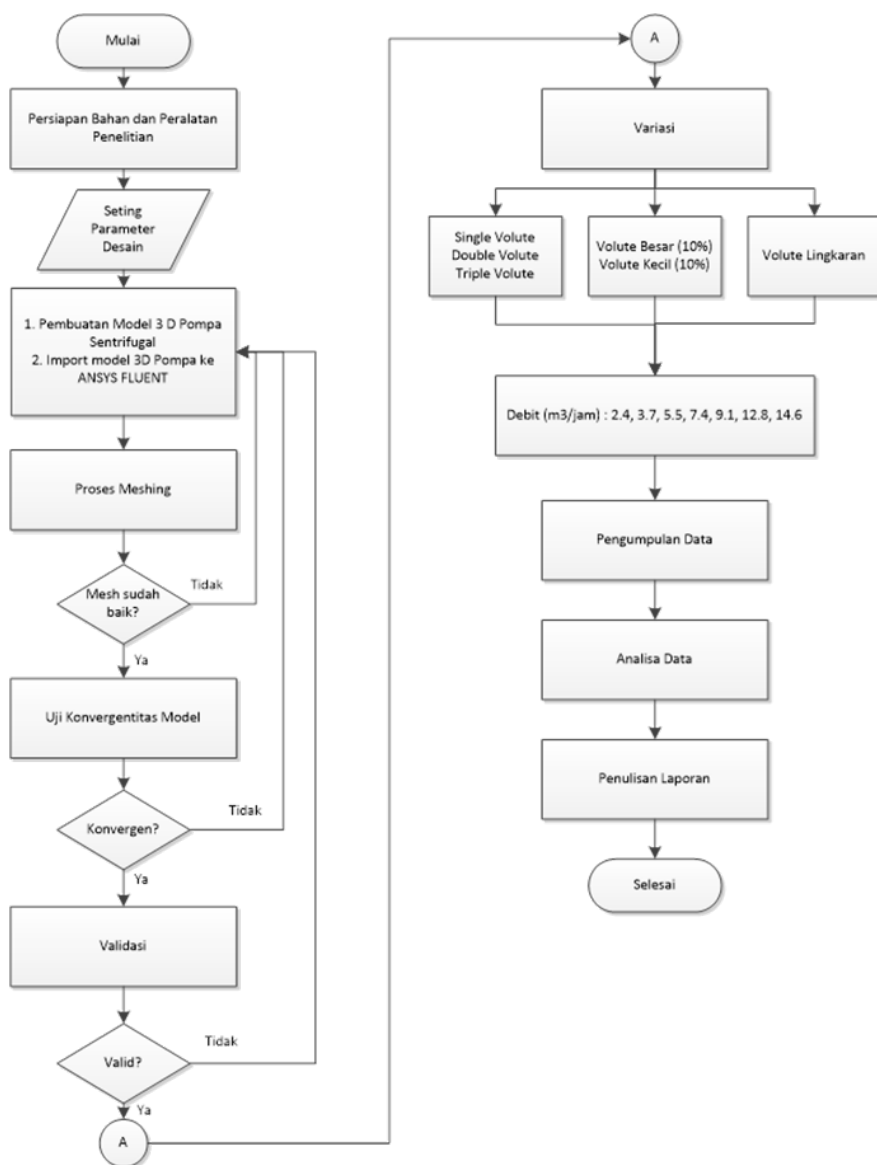 Mulai
Persiapan Bahan dan Peralatan
Penelitian
Seting
Parameter
Desain
1. Pembuatan Model 3 D Pompa
Sentrifugal
2. Import model 3D Pompa ke
ANSYS FLUENT
Proses Meshing
Mesh sudah
baik?
Tidak
Ya
Uji Konvergentitas Model
Konvergen?
Tidak
Ya
Validasi
Valid?
Tidak
Ya
A
A
Variasi
Single Volute
Double Volute
Triple Volute
Volute Besar (10%)
Volute Kecil (10%)
Volute Lingkaran
Debit (m3/jam) : 2.4, 3.7, 5.5, 7.4, 9.1, 12.8, 14.6
Pengumpulan Data
Analisa Data
Penulisan Laporan
Selesai